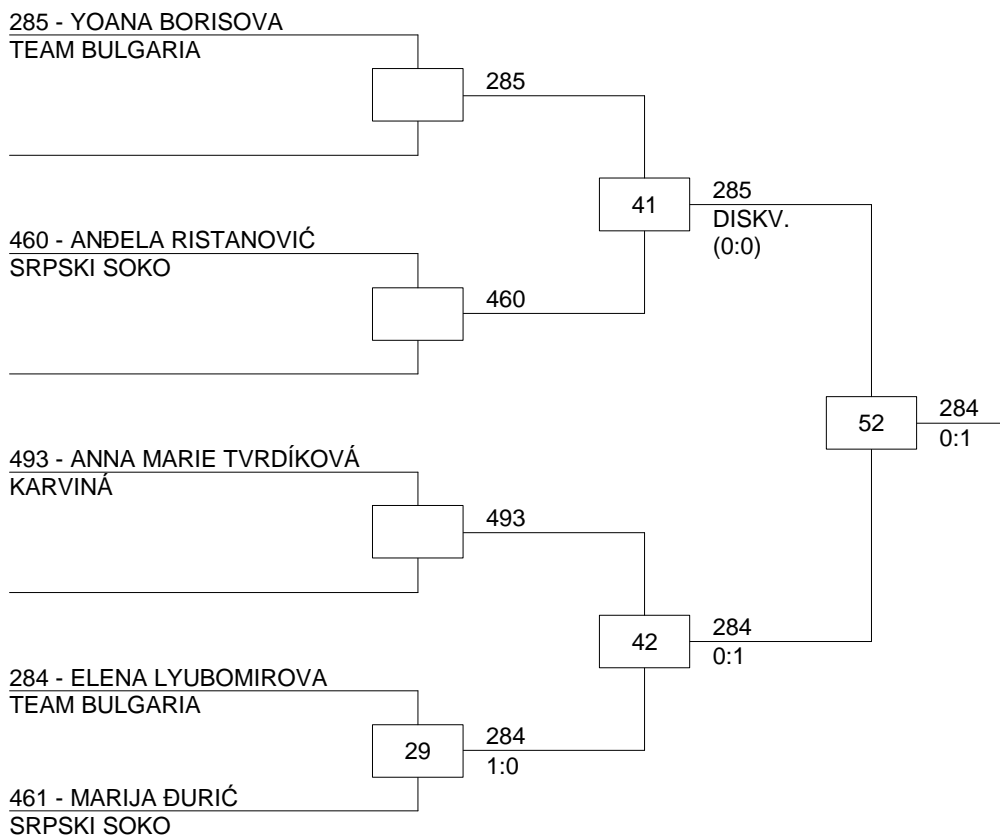 285 - YOANA BORISOVA
TEAM BULGARIA
285
41
285
DISKV.
(0:0)
460 - ANĐELA RISTANOVIĆ
SRPSKI SOKO
460
52
284
0:1
493 - ANNA MARIE TVRDÍKOVÁ
KARVINÁ
493
42
284
0:1
284 - ELENA LYUBOMIROVA
TEAM BULGARIA
29
284
1:0
461 - MARIJA ĐURIĆ
SRPSKI SOKO